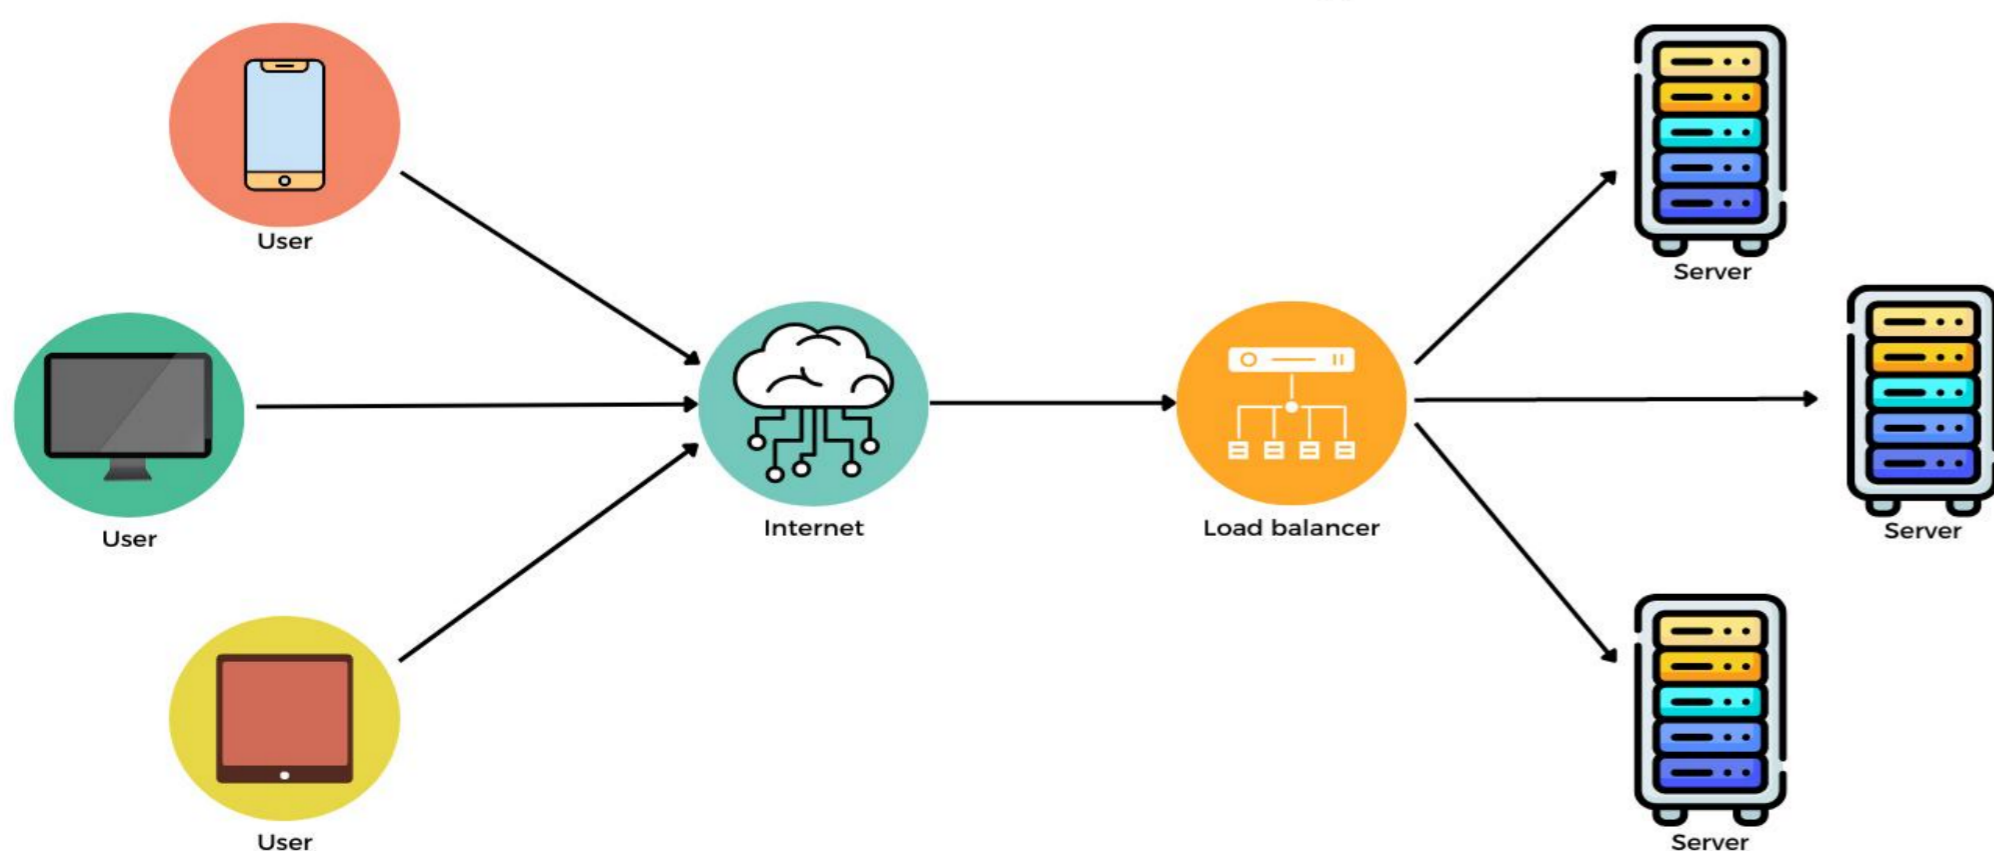 User
Server
User
Internet
Load balancer
Server
User
Server